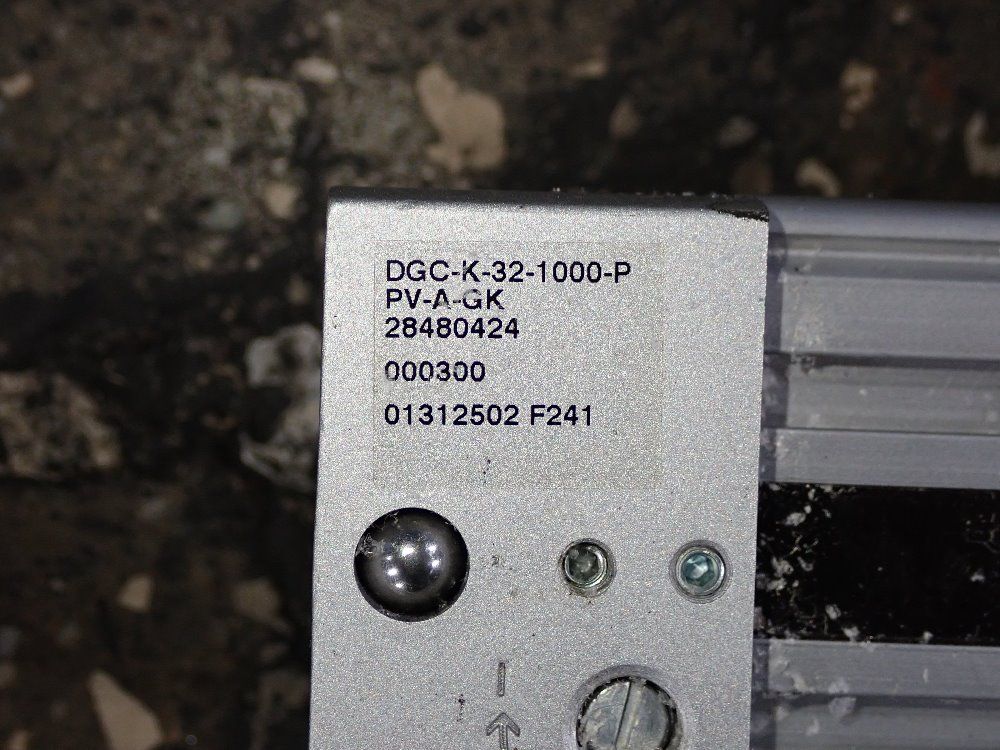 DGC-K-32-1000-P
PV-A-GK
28480424
000300
01312502 F241